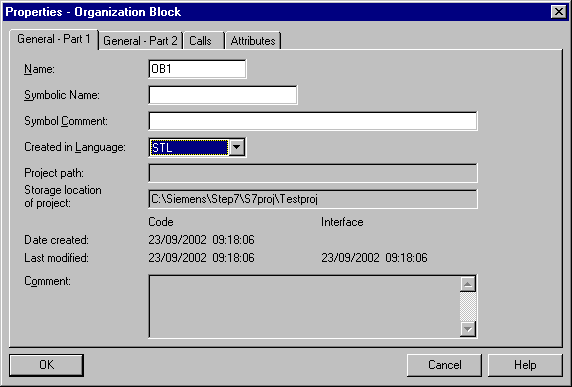 Properties - Organization Block
General - Part 1 General - Part 2 Calls Attributes
Name: OB1
Symbolic Name:
Symbol Comment:
Created in Language: STL
Project path:
Storage location
of project: C:\Siemens\Step7\S7proj\Testproj
Code Interface
Date created: 23/09/2002 09:18:06
Last modified: 23/09/2002 09:18:06 23/09/2002 09:18:06
Comment:
OK Cancel Help